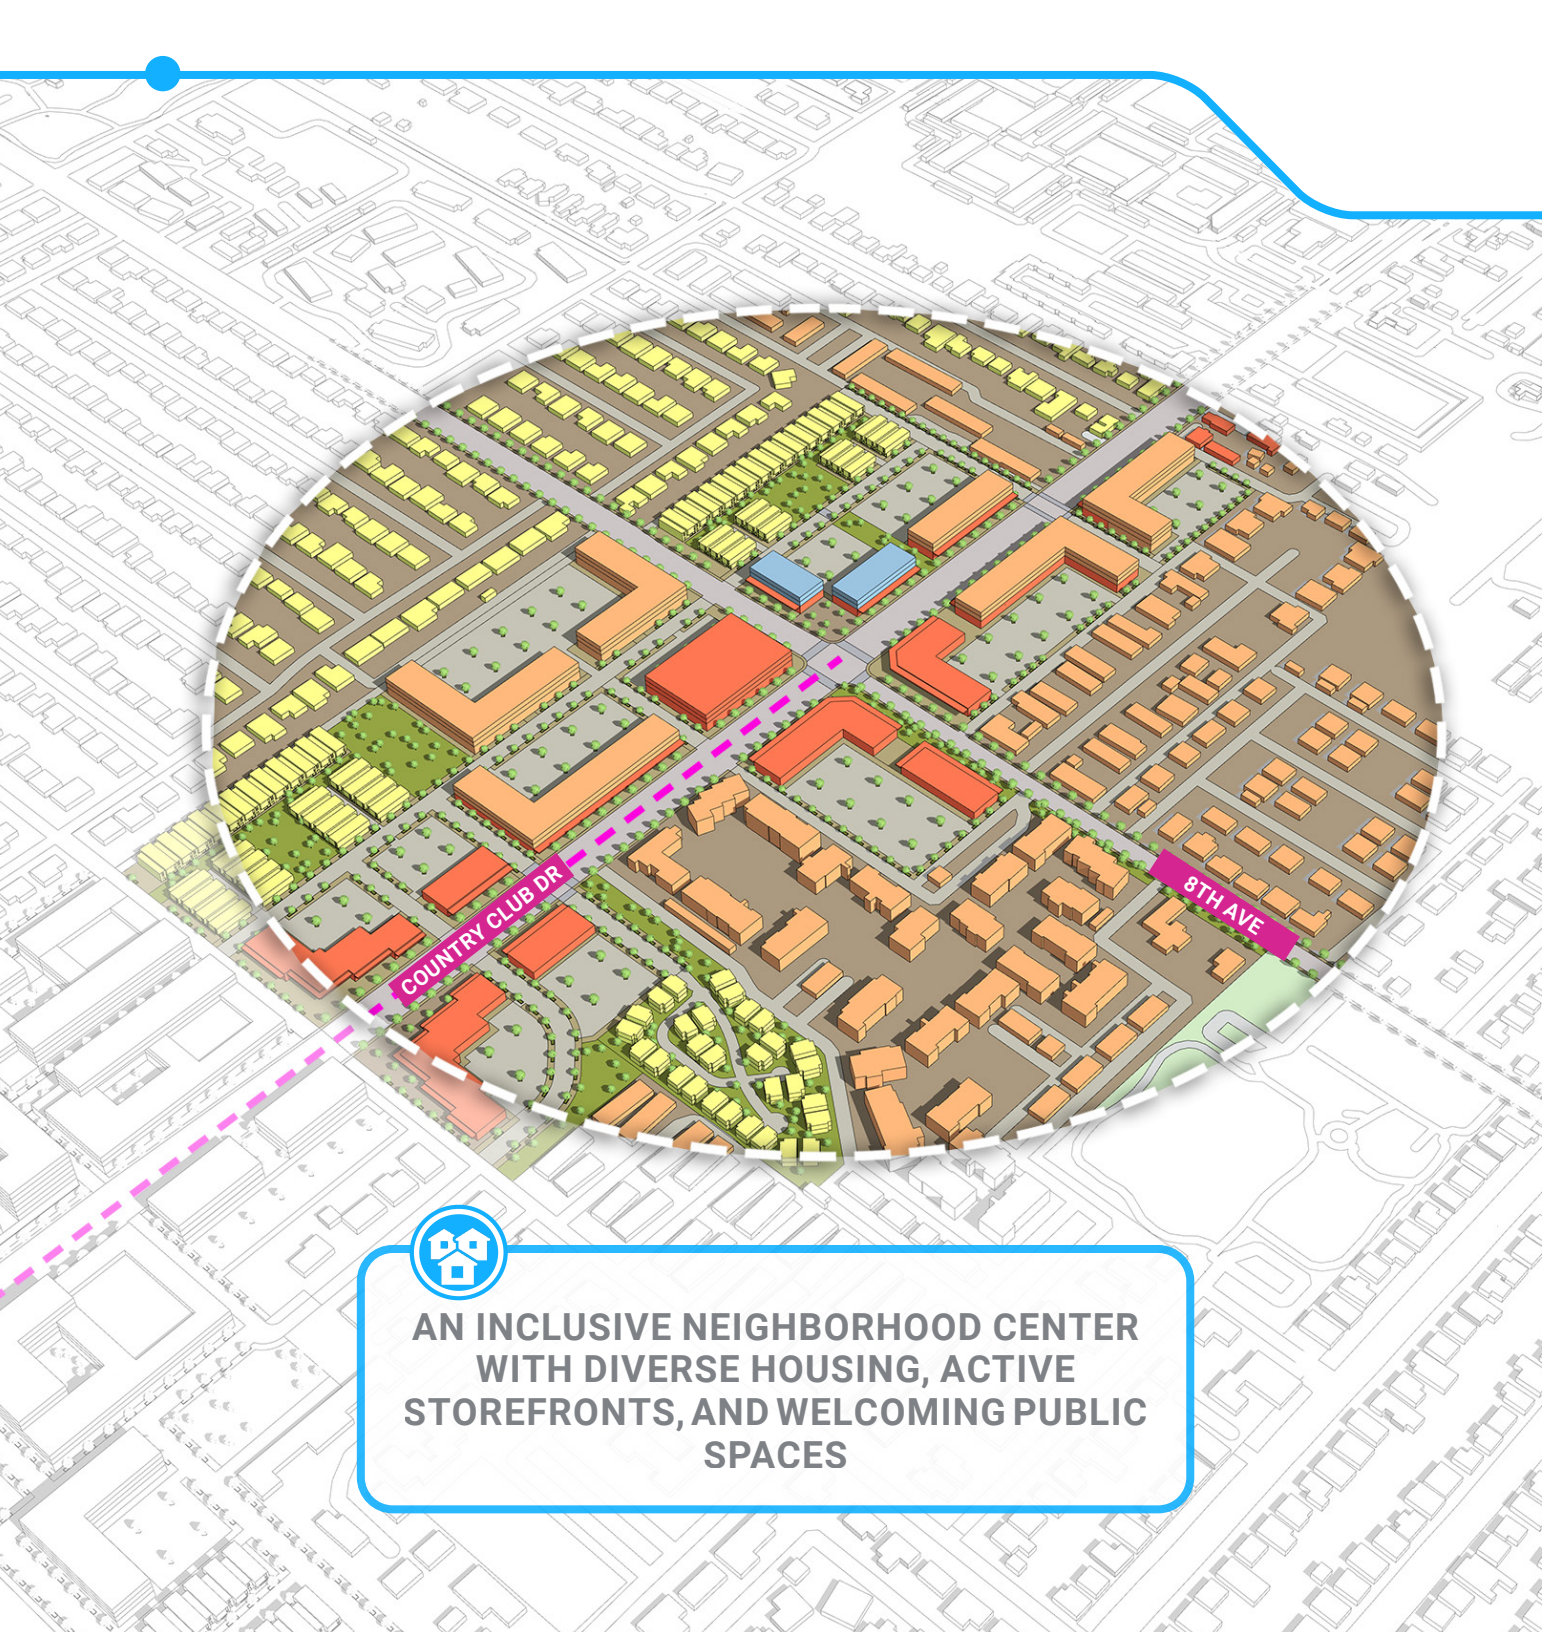 COUNTRY CLUB DR
8TH AVE
AN INCLUSIVE NEIGHBORHOOD CENTER
WITH DIVERSE HOUSING, ACTIVE
STOREFRONTS, AND WELCOMING PUBLIC
SPACES